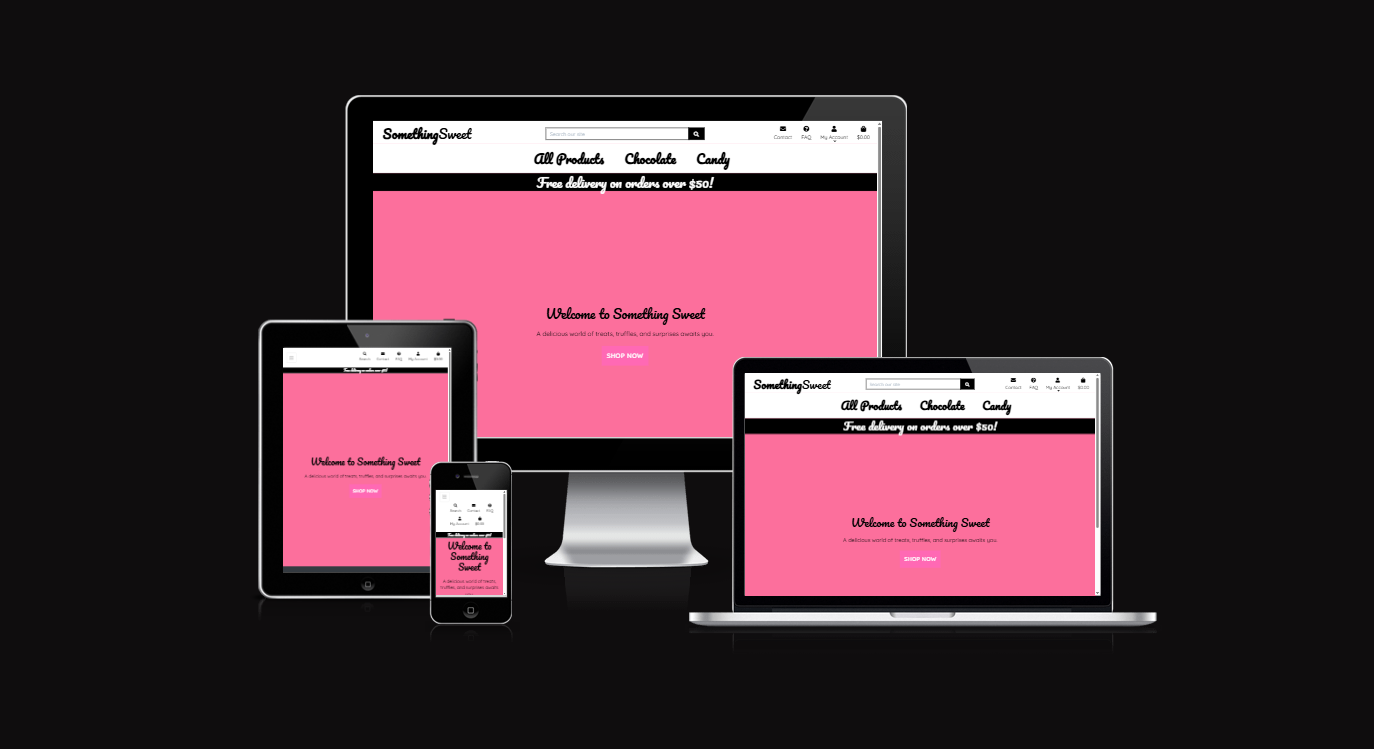 SomethingSweet
Search our site
Contact FAQ My Account $0.00
All Products Chocolate Candy
Free delivery on orders over $50!
Welcome to Something Sweet
A delicious world of treats, truffles, and surprises awaits you.
SHOP NOW
Search Contact FAQ My Account $0.00
Free delivery on orders over $50!
Welcome to Something Sweet
A delicious world of treats, truffles, and surprises awaits you.
SHOP NOW
Search Contact FAQ
My Account $0.00
Free delivery on orders over $50!
Welcome to
Something
Sweet
A delicious world of treats,
truffles, and surprises awaits
SomethingSweet
Search our site
Contact FAQ My Account $0.00
All Products Chocolate Candy
Free delivery on orders over $50!
Welcome to Something Sweet
A delicious world of treats, truffles, and surprises awaits you.
SHOP NOW